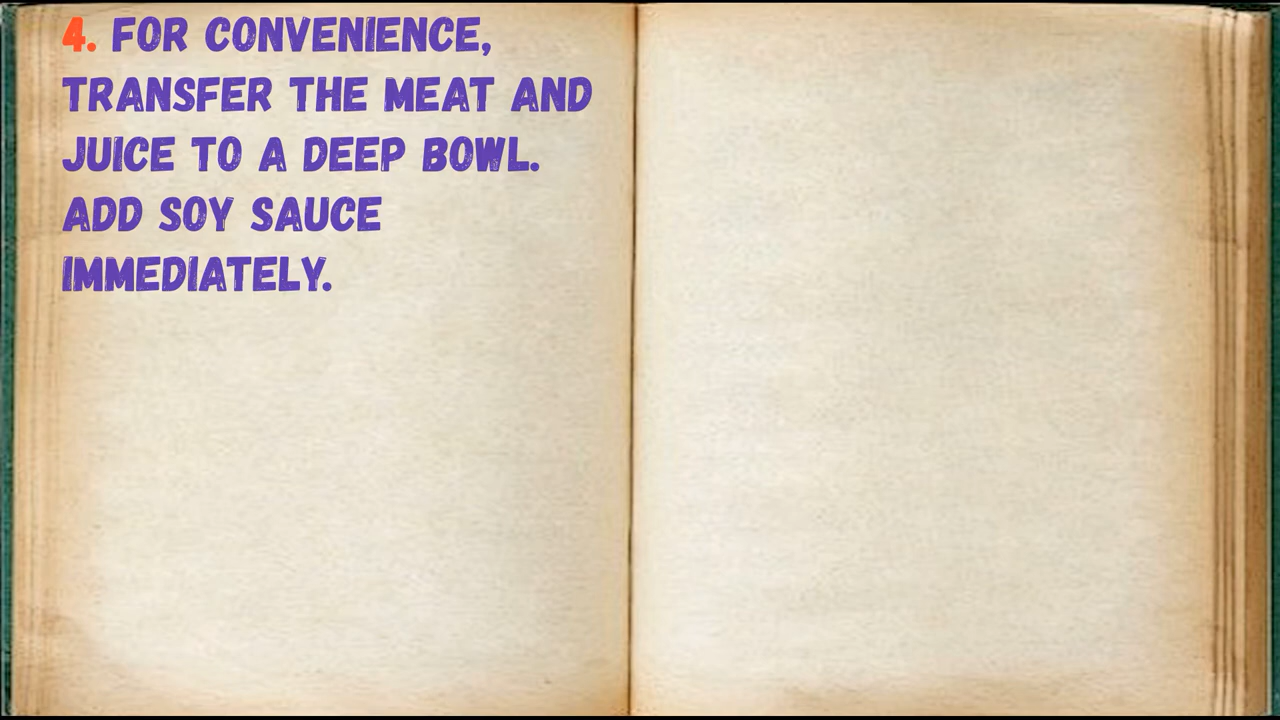 4. FOR CONVENIENCE,
TRANSFER THE MEAT AND
JUICE TO A DEEP BOWL.
ADD SOY SAUCE
IMMEDIATELY.